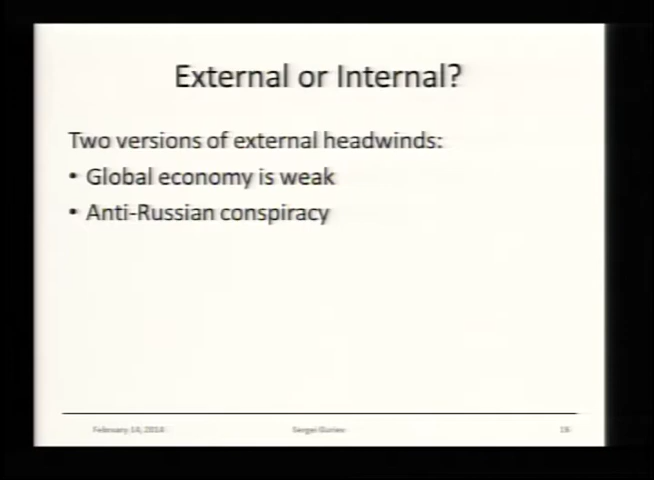 External or Internal?
Two versions of external headwinds:
• Global economy is weak
• Anti-Russian conspiracy
February 14, 2014
Sergei Guriev